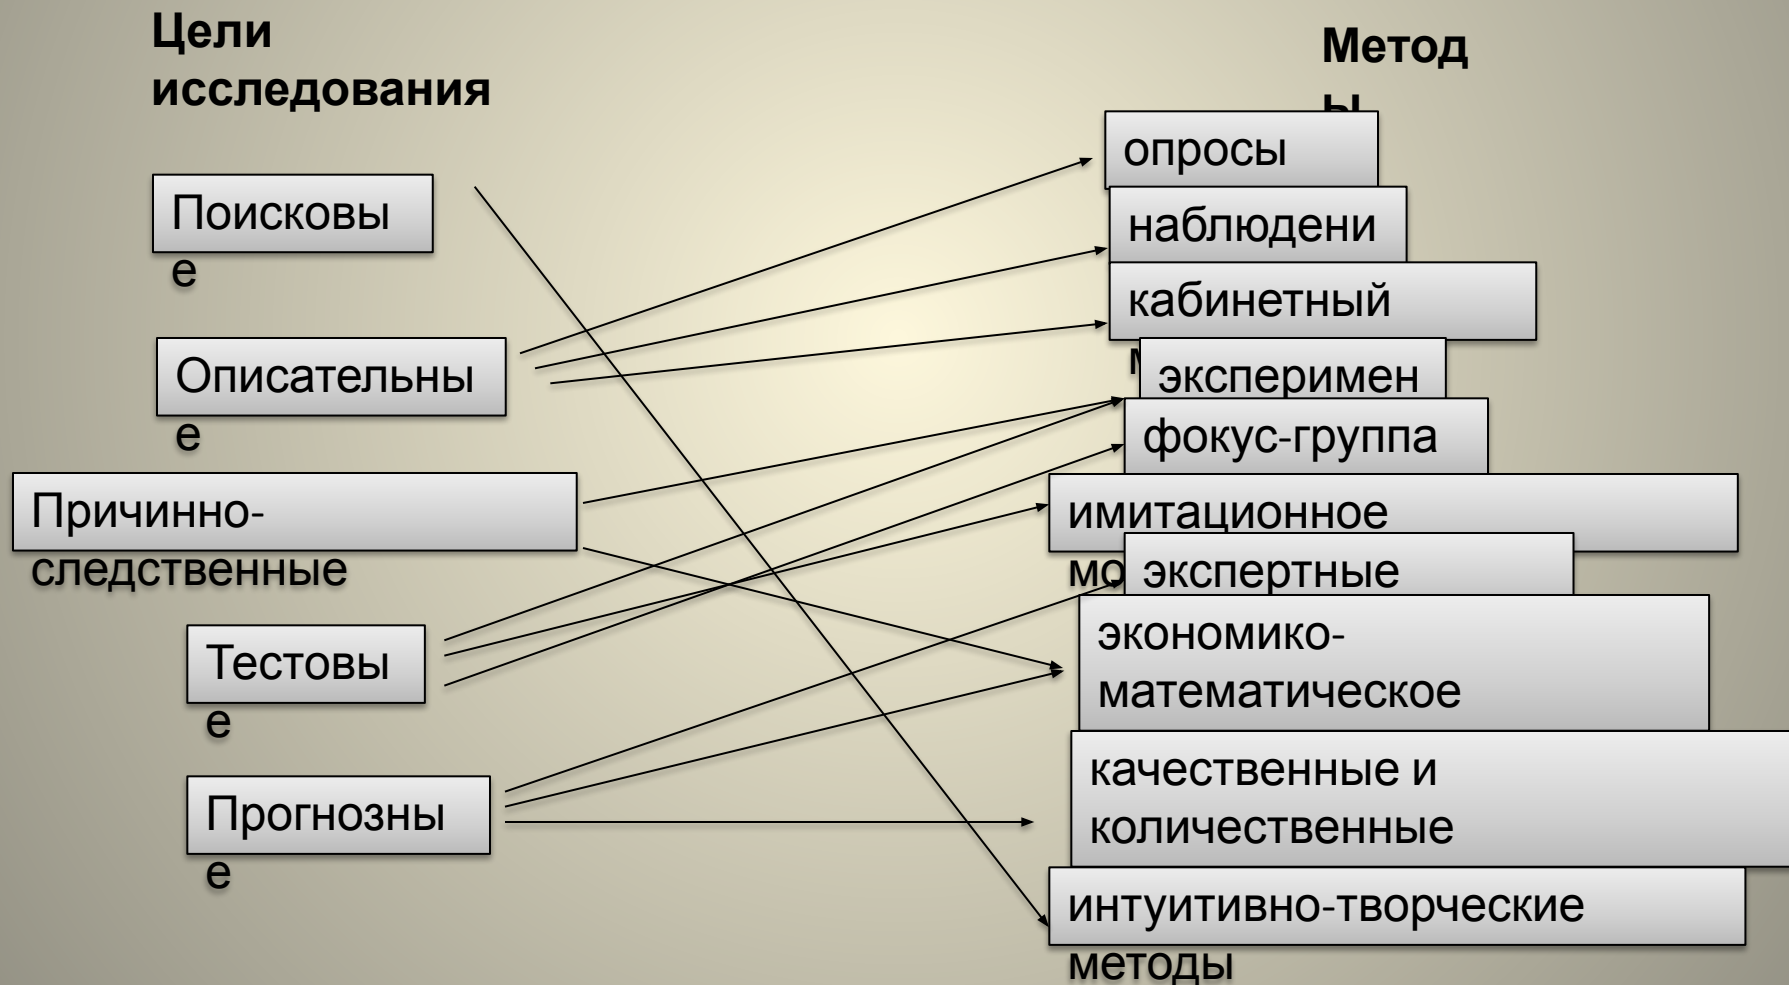 Цели
исследования
Поисковы
е
Описательны
е
Причинно-
следственные
Тестовы
е
Прогнозны
е
Метод
ы
опросы
наблюдени
кабинетный
эксперимен
фокус-группа
имитационное
мо
экспертные
экономико-
математическое
качественные и
количественные
интуитивно-творческие
методы